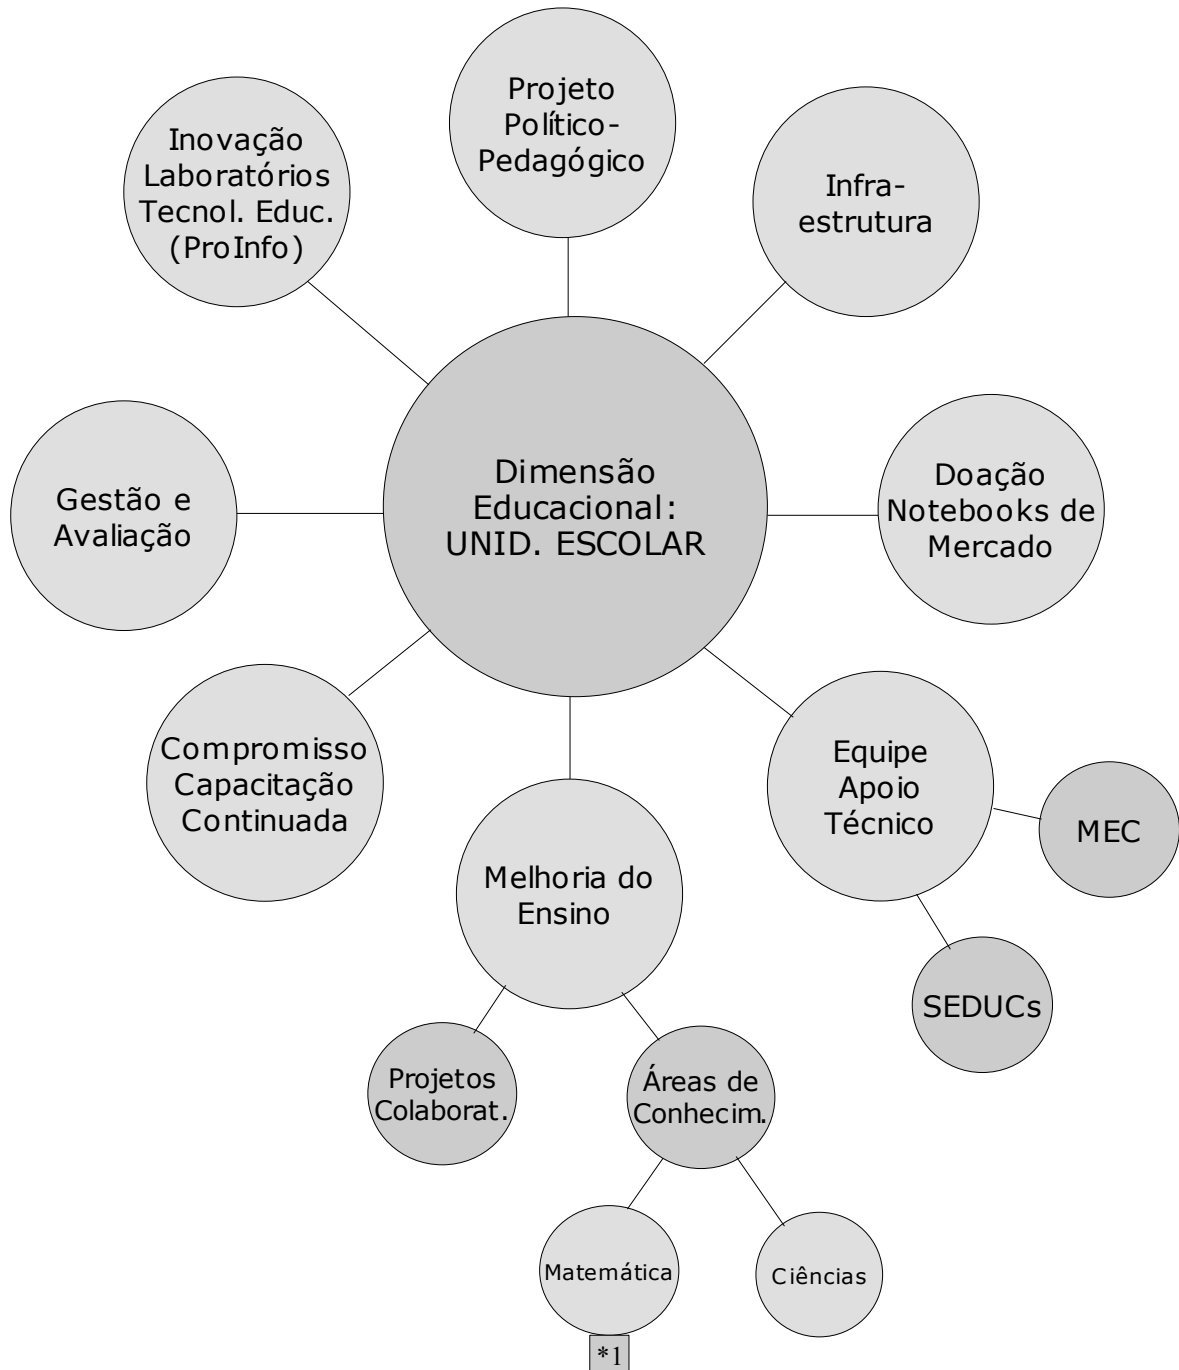 Projeto
Político-
Pedagógico
Inovação
Laboratórios
Tecnol. Educ.
(ProInfo)
Infra-
estrutura
Dimensão
Educacional:
UNID. ESCOLAR
Gestão e
Avaliação
Doação
Notebooks de
Mercado
Compromisso
Capacitação
Continuada
Equipe
Apoio
Técnico
MEC
Melhoria do
Ensino
SEDUCs
Projetos
Colaborat.
Áreas de
Conhecim.
Matemática
Ciências
*1